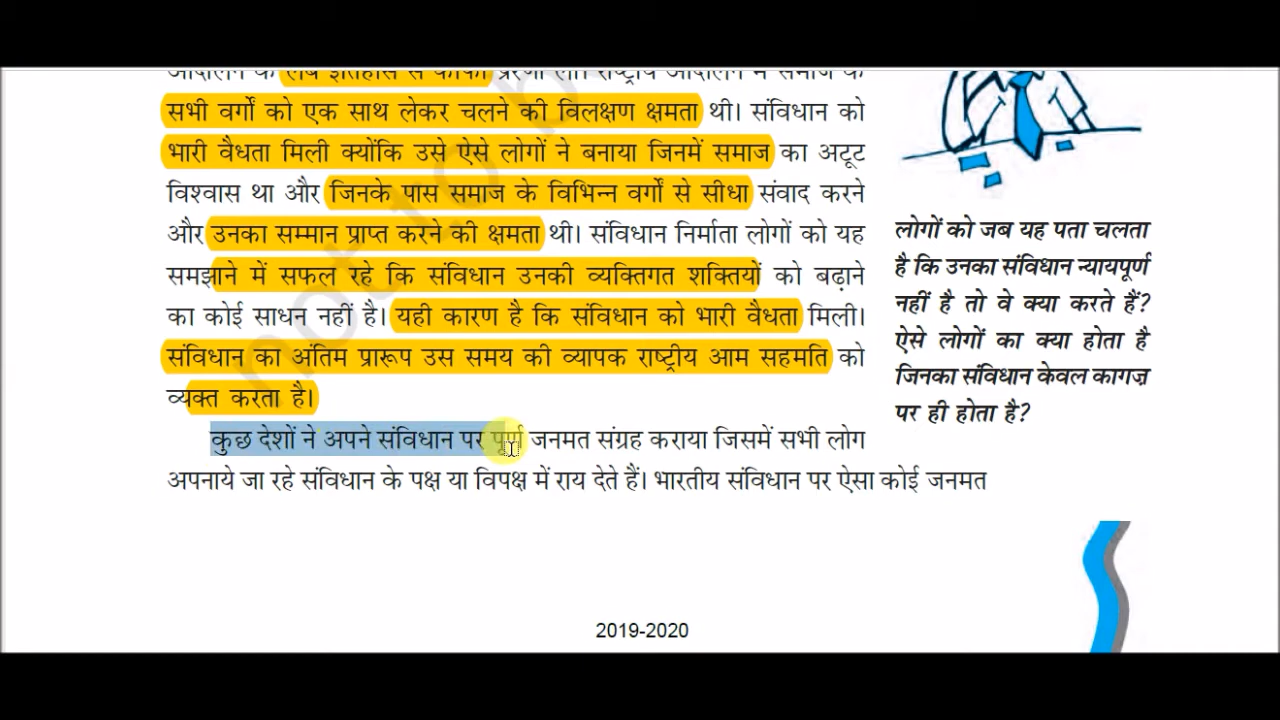 सभी वर्गों को एक साथ लेकर चलने की विलक्षण क्षमता थी। संविधान को
भारी वैधता मिली क्योंकि उसे ऐसे लोगों ने बनाया जिनमें समाज का अटूट
विश्वास था और जिनके पास समाज के विभिन्न वर्गों से सीधा संवाद करने
और उनका सम्मान प्राप्त करने की क्षमता थी। संविधान निर्माता लोगों को यह
समझाने में सफल रहे कि संविधान उनकी व्यक्तिगत शक्तियों को बढ़ाने
का कोई साधन नहीं है। यही कारण है कि संविधान को भारी वैधता मिली।
संविधान का अंतिम प्रारूप उस समय की व्यापक राष्ट्रीय आम सहमति को
व्यक्त करता है।
कुछ देशों ने अपने संविधान पर पूर्ण जनमत संग्रह कराया जिसमें सभी लोग
अपनाये जा रहे संविधान के पक्ष या विपक्ष में राय देते हैं। भारतीय संविधान पर ऐसा कोई जनमत
लोगों को जब यह पता चलता
है कि उनका संविधान न्यायपूर्ण
नहीं है तो वे क्या करते हैं?
ऐसे लोगों का क्या होता है
जिनका संविधान केवल कागज़
पर ही होता है?
not to b
2019-2020